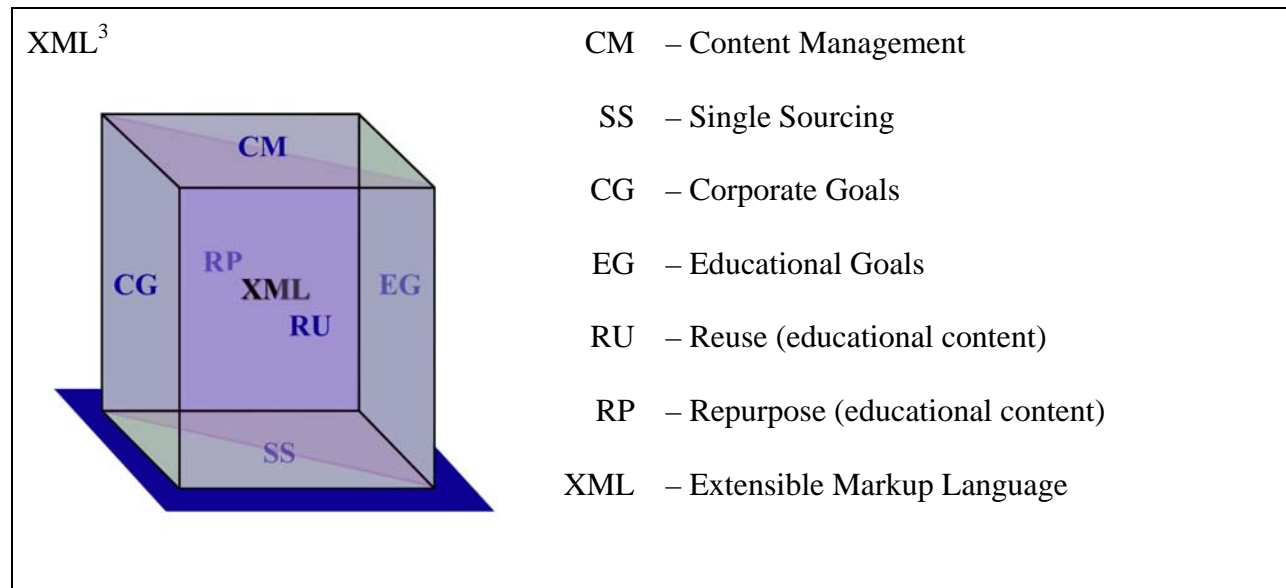 XML³
CM
RP
XML
CG
EG
RU
SS
CM – Content Management
SS – Single Sourcing
CG – Corporate Goals
EG – Educational Goals
RU – Reuse (educational content)
RP – Repurpose (educational content)
XML – Extensible Markup Language